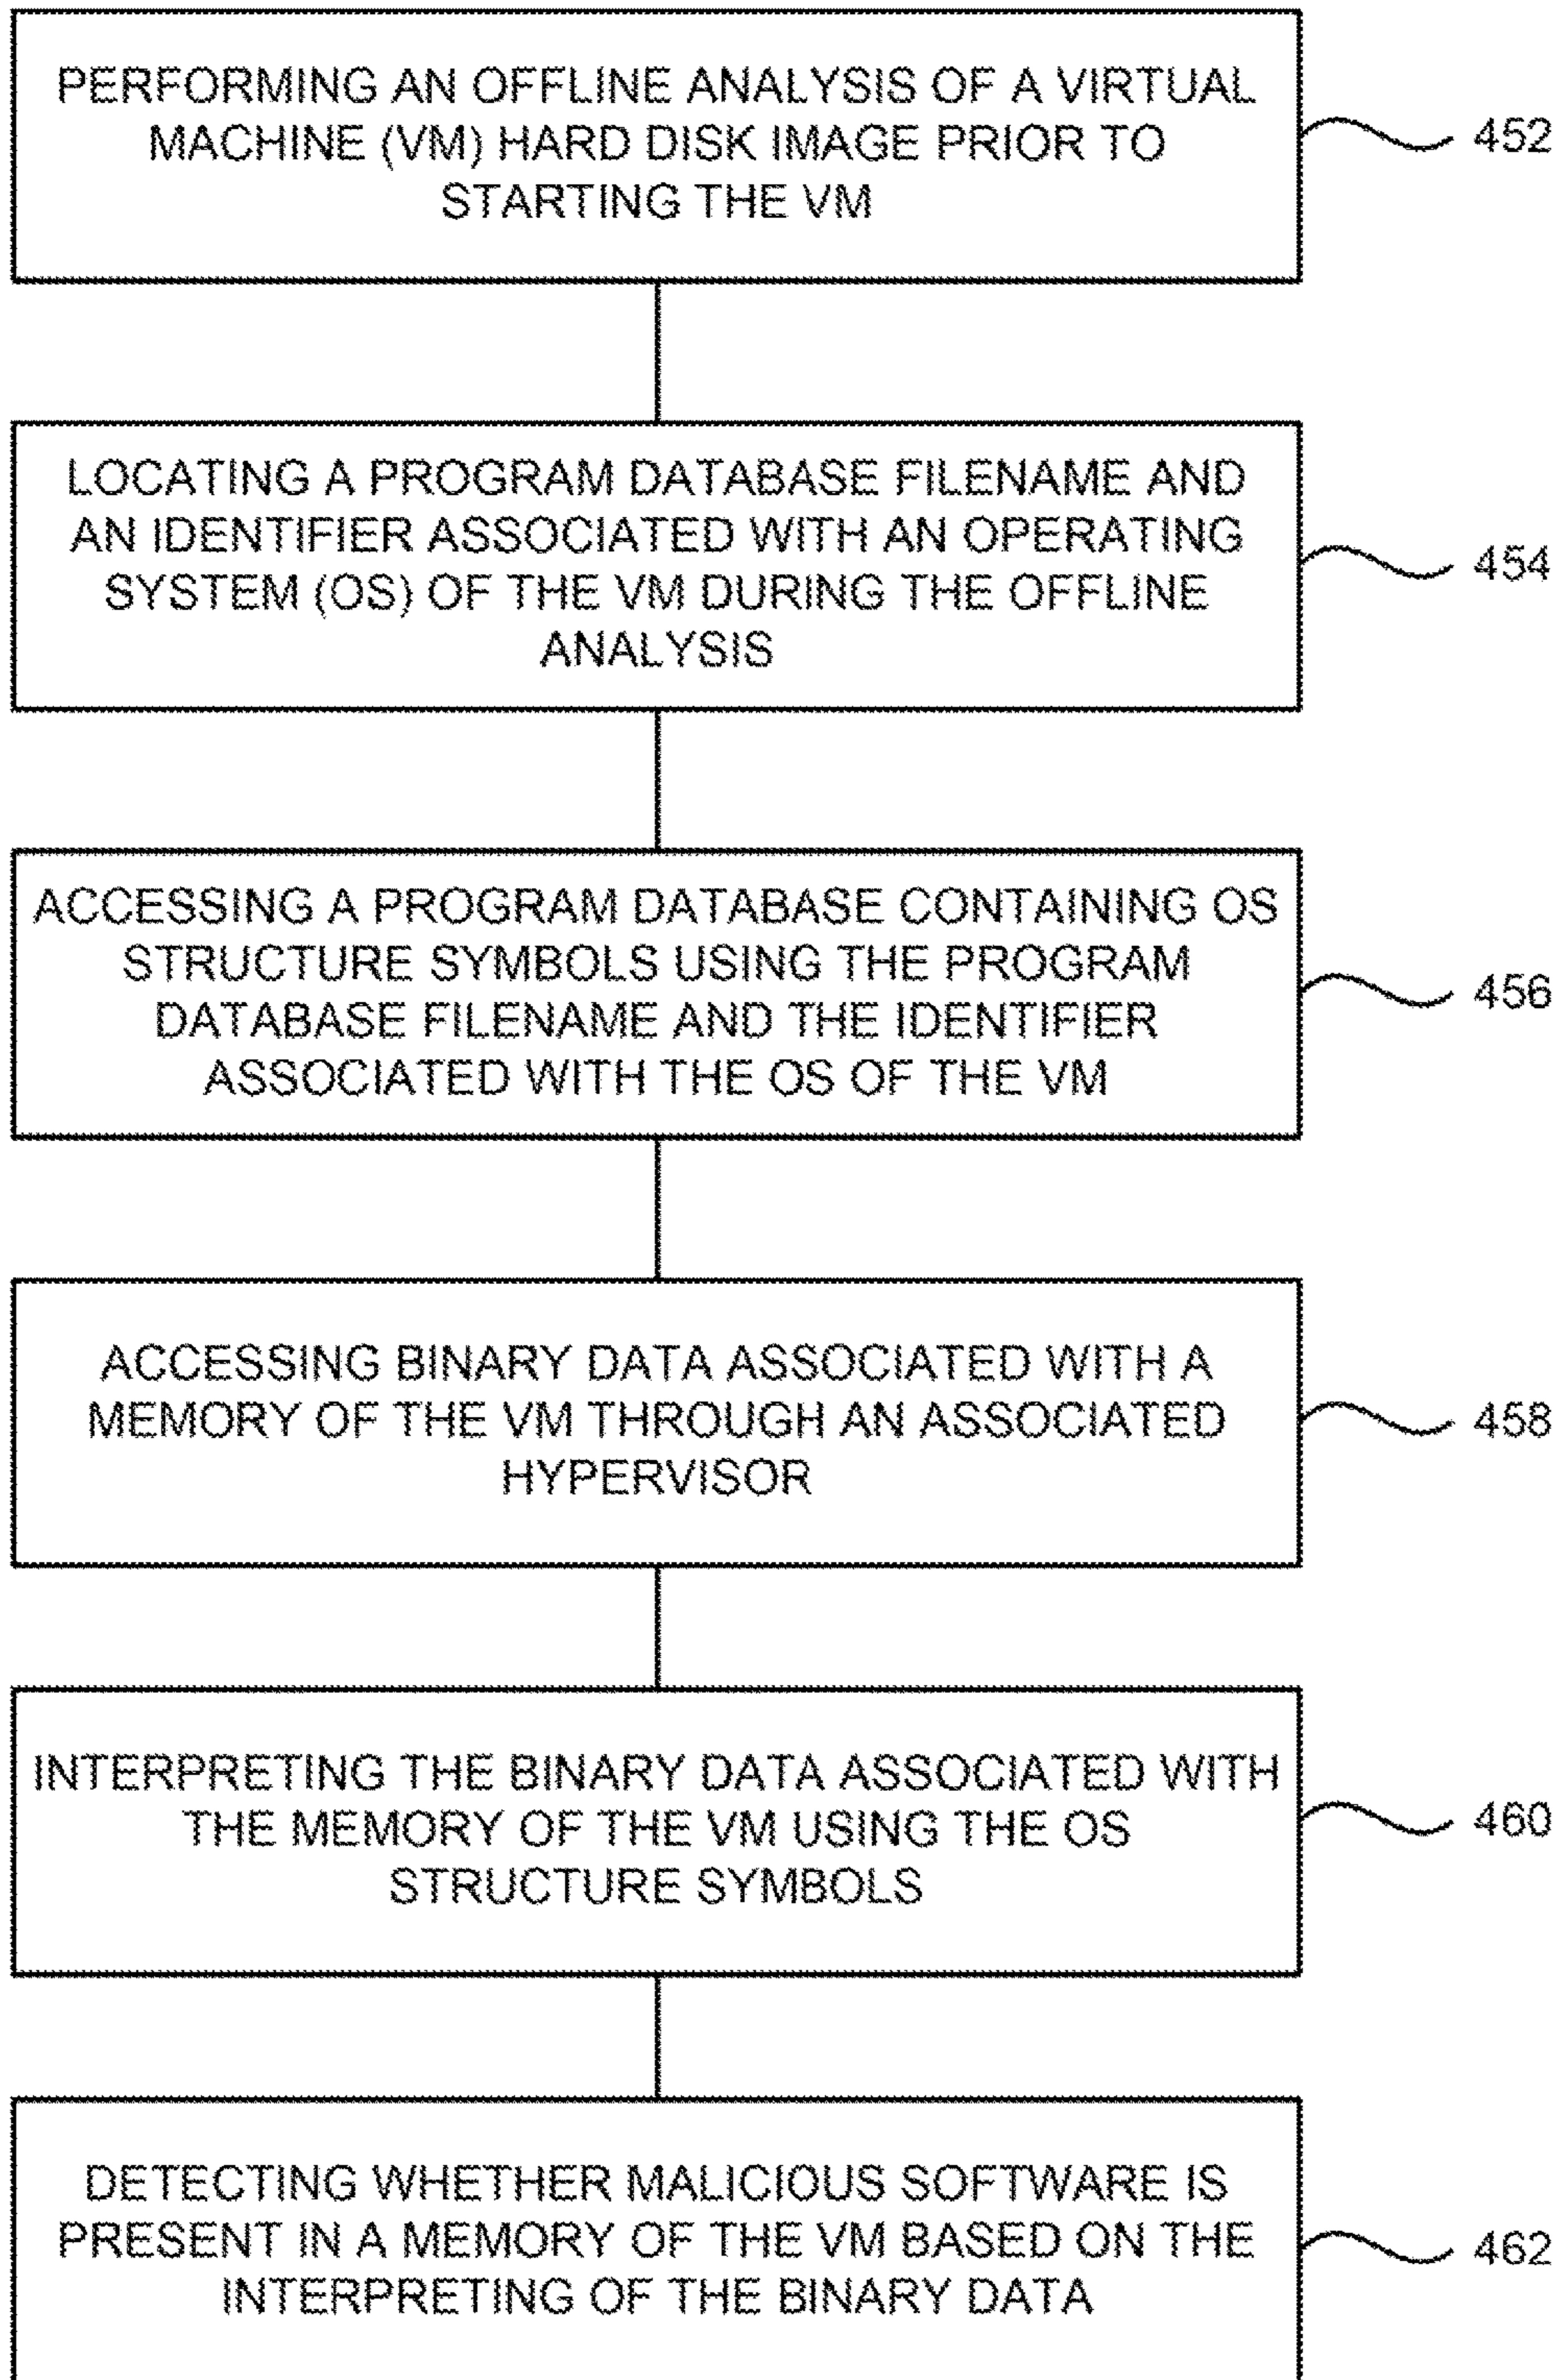 PERFORMING AN OFFLINE ANALYSIS OF A VIRTUAL
MACHINE (VM) HARD DISK IMAGE PRIOR TO
STARTING THE VM
452
LOCATING A PROGRAM DATABASE FILENAME AND
AN IDENTIFIER ASSOCIATED WITH AN OPERATING
SYSTEM (OS) OF THE VM DURING THE OFFLINE
ANALYSIS
454
ACCESSING A PROGRAM DATABASE CONTAINING OS
STRUCTURE SYMBOLS USING THE PROGRAM
DATABASE FILENAME AND THE IDENTIFIER
ASSOCIATED WITH THE OS OF THE VM
456
ACCESSING BINARY DATA ASSOCIATED WITH A
MEMORY OF THE VM THROUGH AN ASSOCIATED
HYPERVISOR
458
INTERPRETING THE BINARY DATA ASSOCIATED WITH
THE MEMORY OF THE VM USING THE OS
STRUCTURE SYMBOLS
460
DETECTING WHETHER MALICIOUS SOFTWARE IS
PRESENT IN A MEMORY OF THE VM BASED ON THE
INTERPRETING OF THE BINARY DATA
462